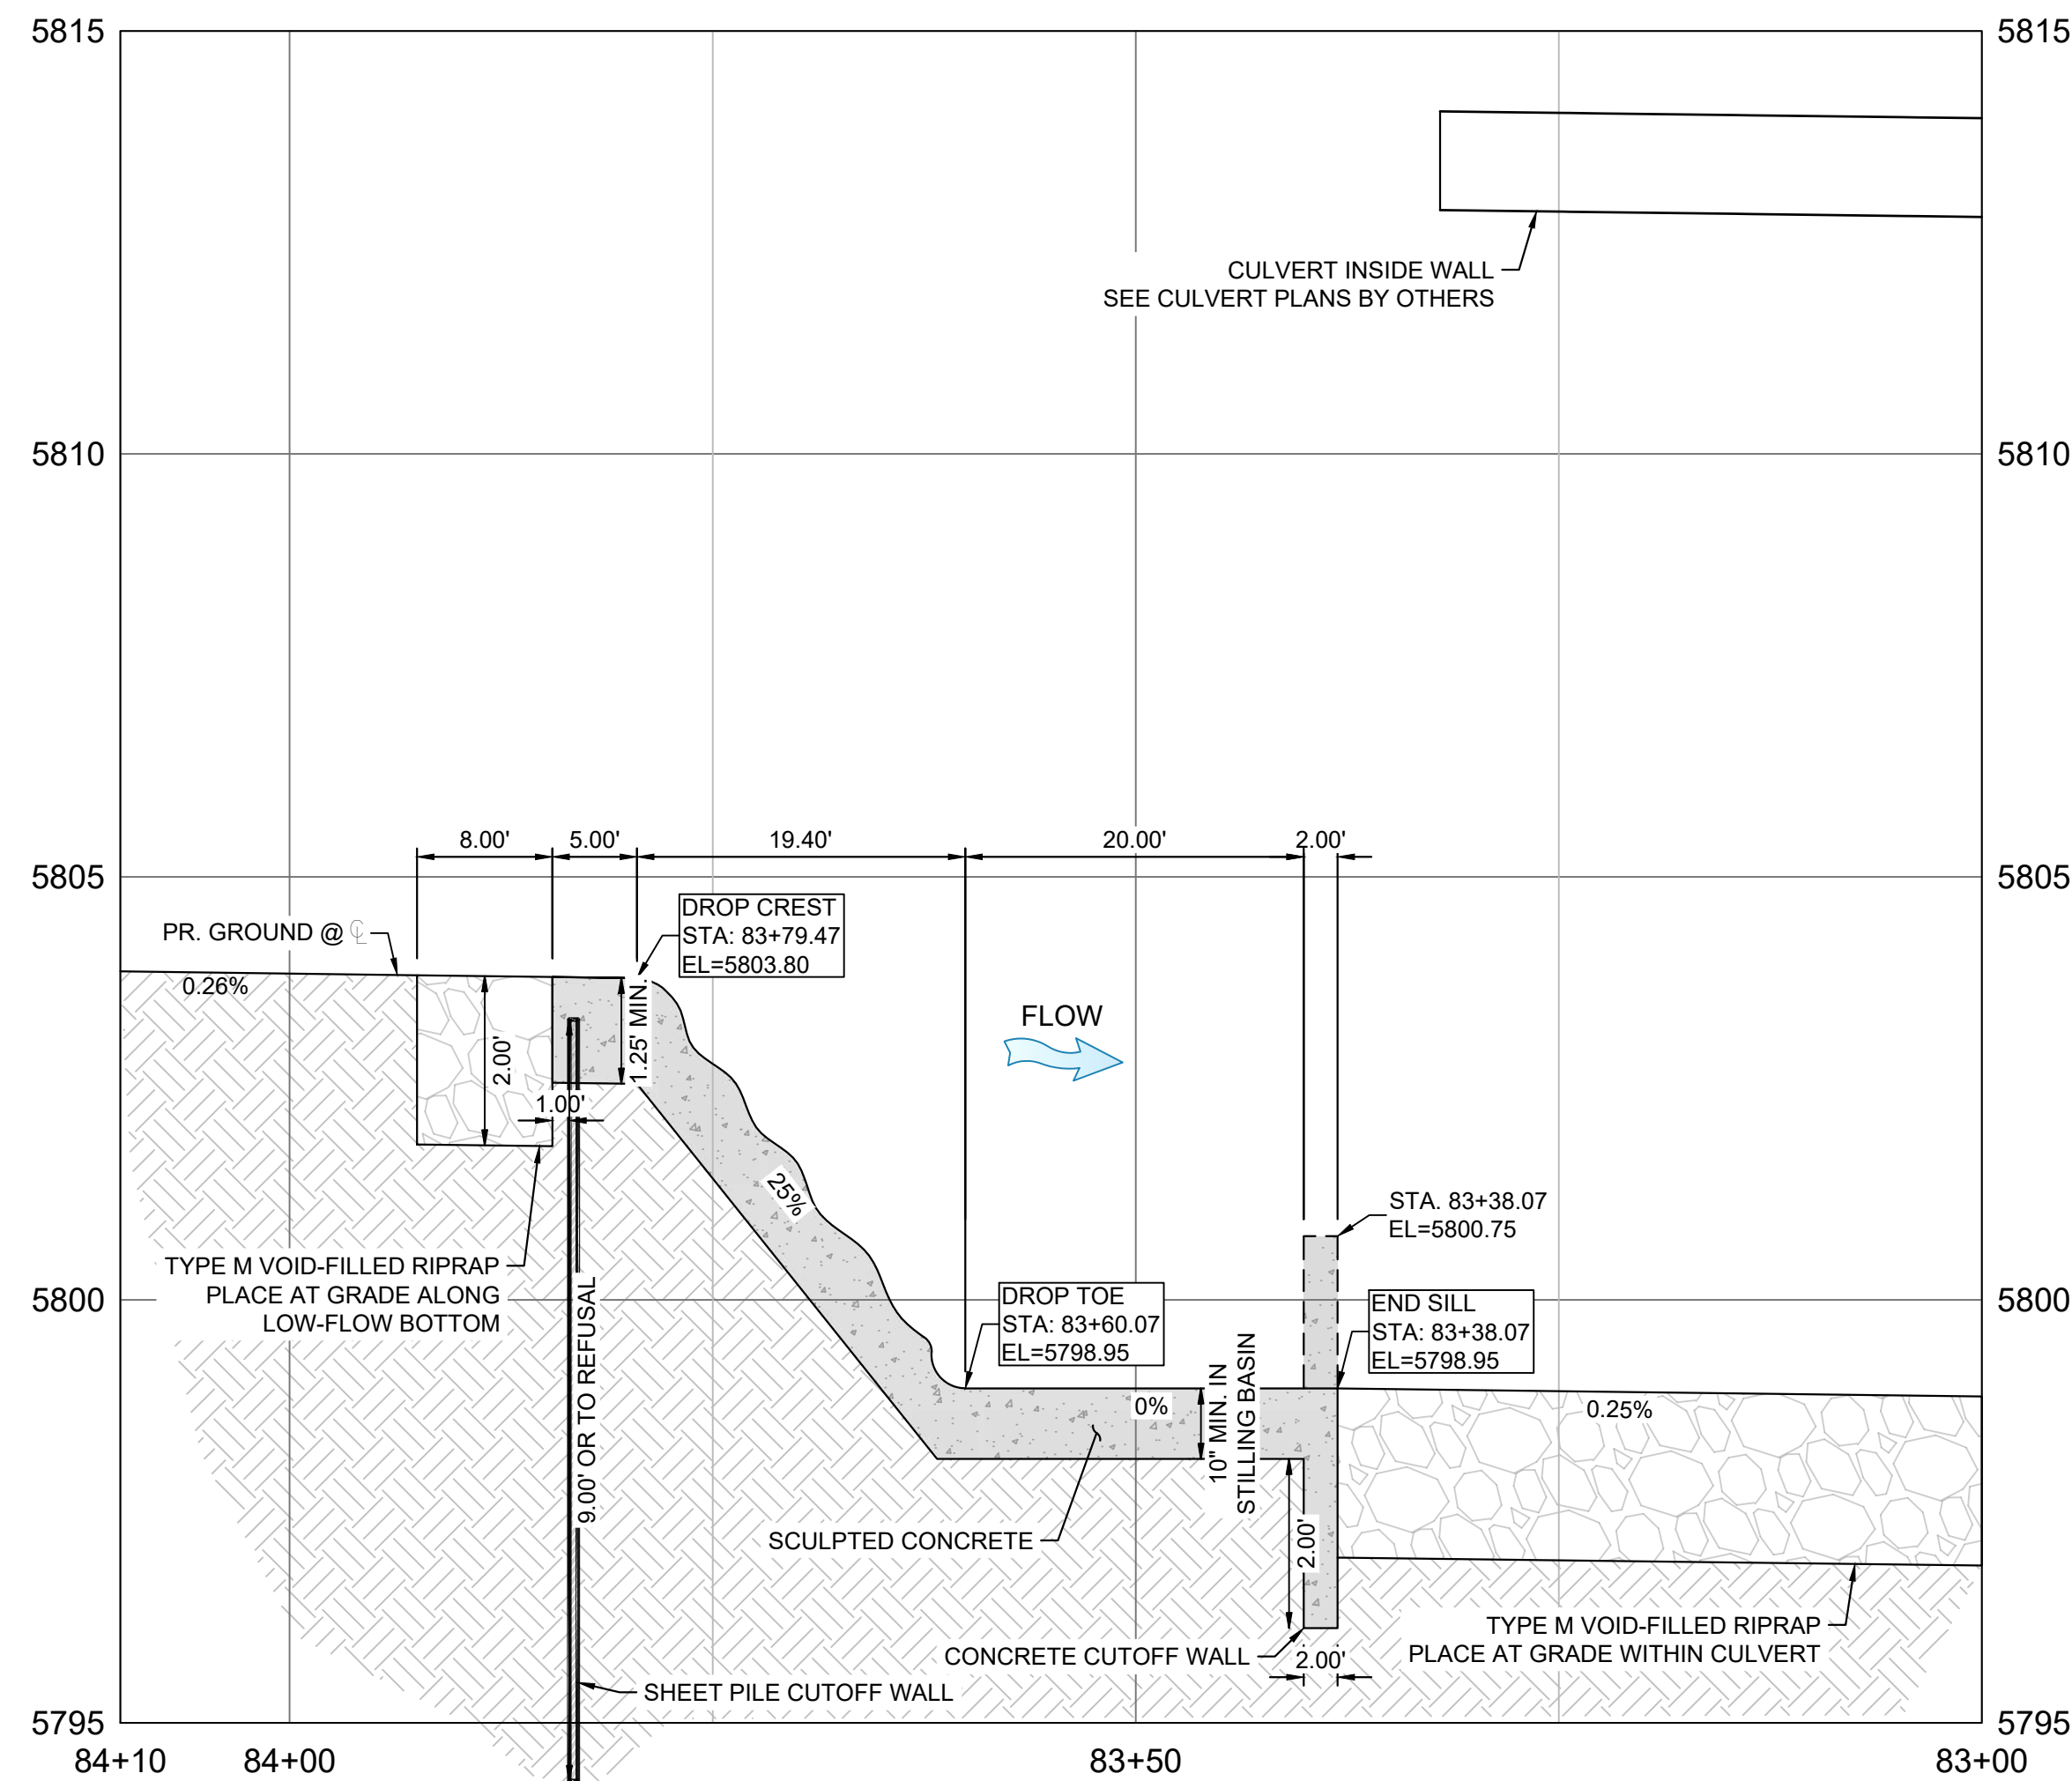 5815
5815
CULVERT INSIDE WALL
SEE CULVERT PLANS BY OTHERS
5810
5810
8.00'
5.00'
19.40'
20.00'
2.00'
5805
5805
DROP CREST
STA: 83+79.47
EL=5803.80
PR. GROUND @ ℄
0.26%
FLOW
2.00'
1.25' MIN.
1.00'
25%
STA. 83+38.07
EL=5800.75
TYPE M VOID-FILLED RIPRAP
PLACE AT GRADE ALONG
LOW-FLOW BOTTOM
5800
5800
DROP TOE
STA: 83+60.07
EL=5798.95
END SILL
STA: 83+38.07
EL=5798.95
9.00' OR TO REFUSAL
0%
10" MIN. IN
STILLING BASIN
0.25%
SCULPTED CONCRETE
2.00'
TYPE M VOID-FILLED RIPRAP
PLACE AT GRADE WITHIN CULVERT
CONCRETE CUTOFF WALL
2.00'
SHEET PILE CUTOFF WALL
5795
5795
84+10
84+00
83+50
83+00